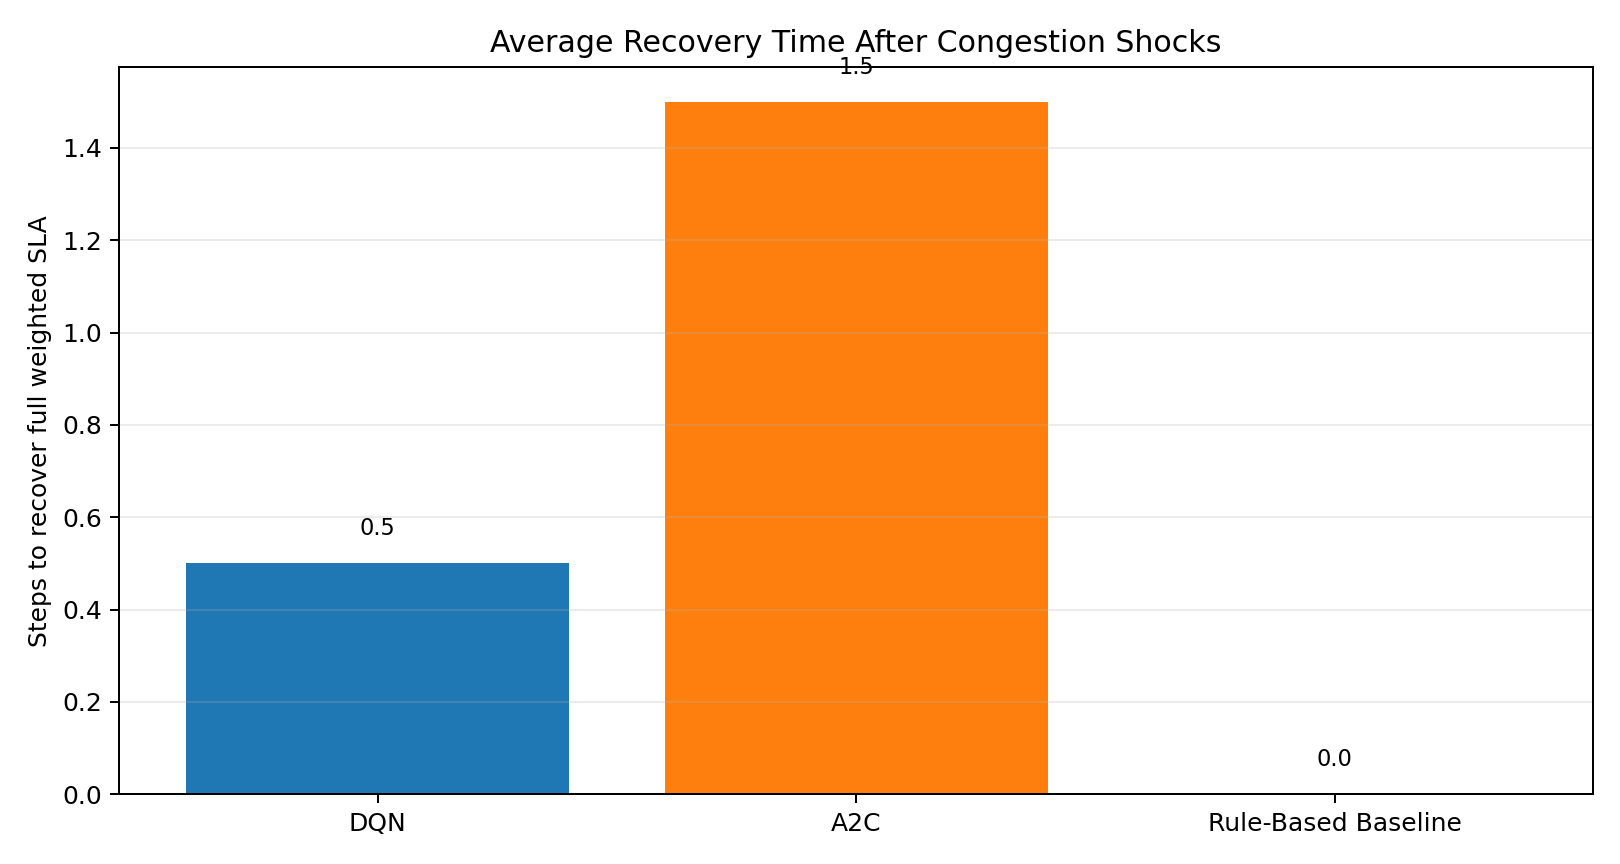 Average Recovery Time After Congestion Shocks
1.5
1.4
1.2
1.0
0.8
0.6
0.4
0.2
0.0
Steps to recover full weighted SLA
0.5
0.0
DQN
A2C
Rule-Based Baseline